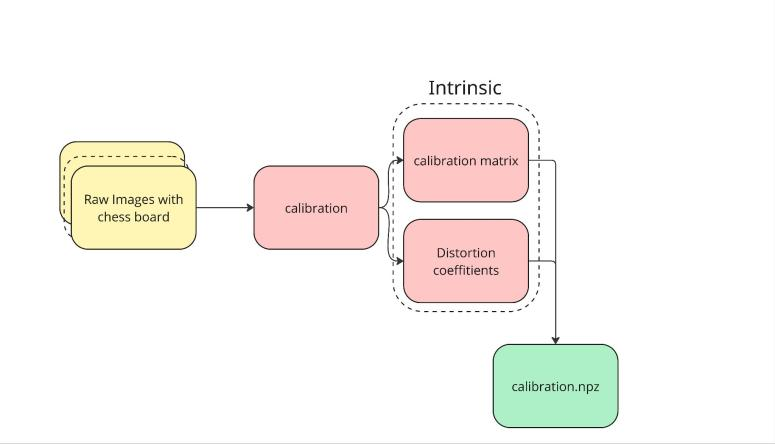 Intrinsic
Raw Images with
chess board
calibration
calibration matrix
Distortion
coeffitients
calibration.npz